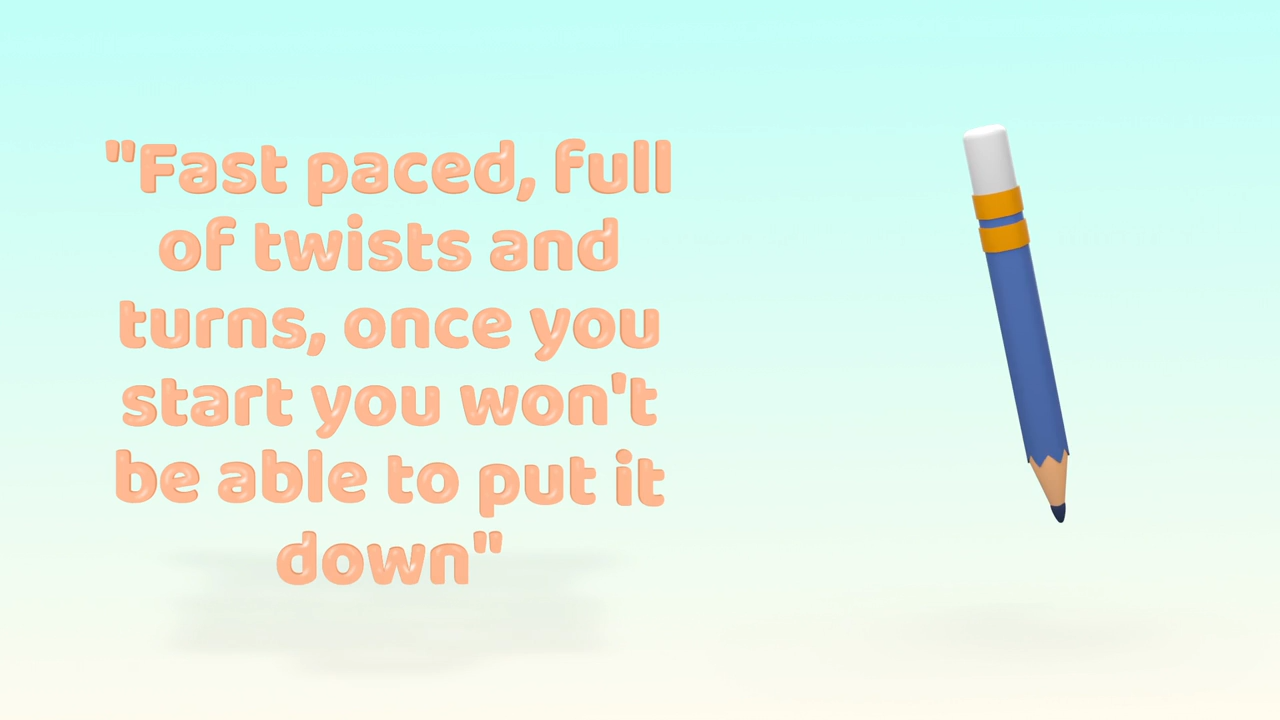 "Fast paced, full
of twists and
turns, once you
start you won't
be able to put it
down"